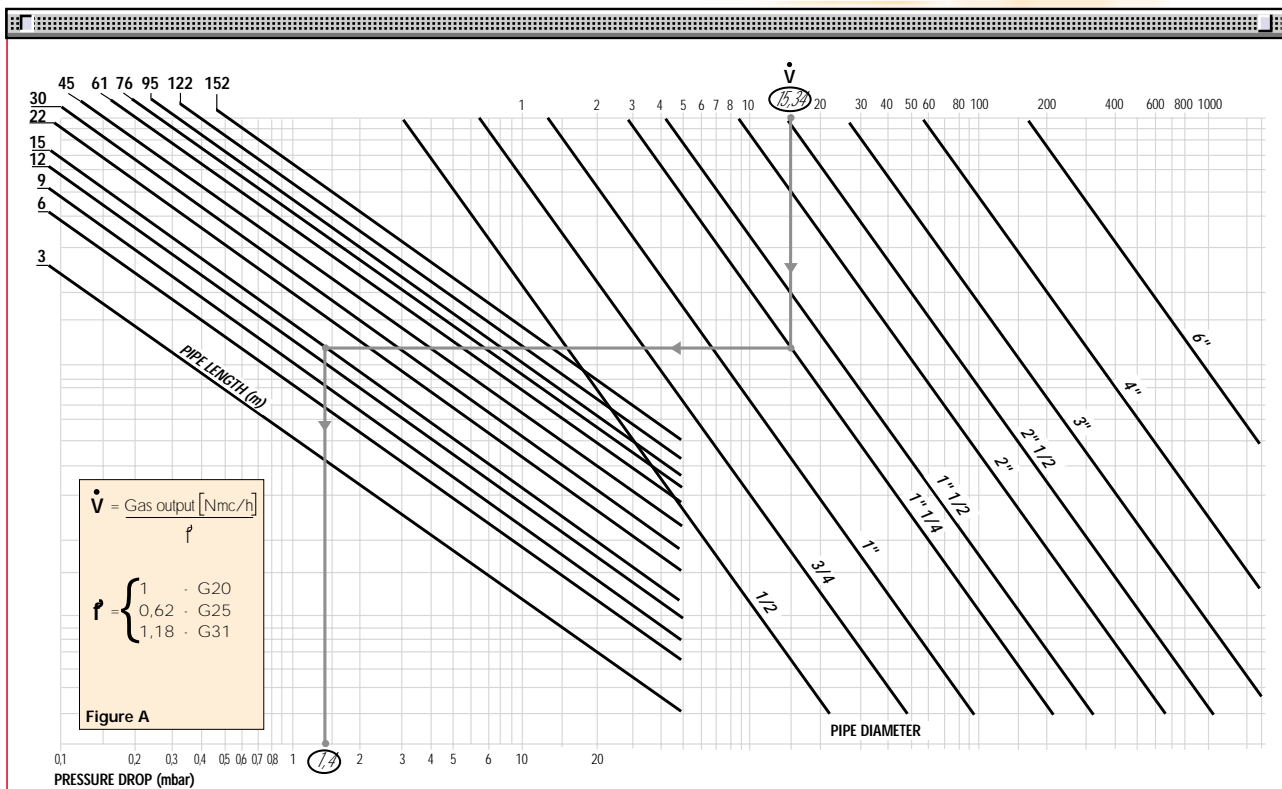 45 61 76 95 122 152
30
22
15
12
9
6
3
V̇
1 2 3 4 5 6 7 8 10 15,34 20 30 40 50 60 80 100 200 400 600 800 1000
PIPE LENGTH (m)
6"
4"
3"
2" 1/2
2"
1" 1/2
1" 1/4
1"
3/4
1/2
V̇ = Gas output [Nmc/h]
f
f = { 1 - G20
0,62 - G25
1,18 - G31
Figure A
PIPE DIAMETER
0,1 0,2 0,3 0,4 0,5 0,6 0,7 0,8 1 1,4 2 3 4 5 6 10 20
PRESSURE DROP (mbar)